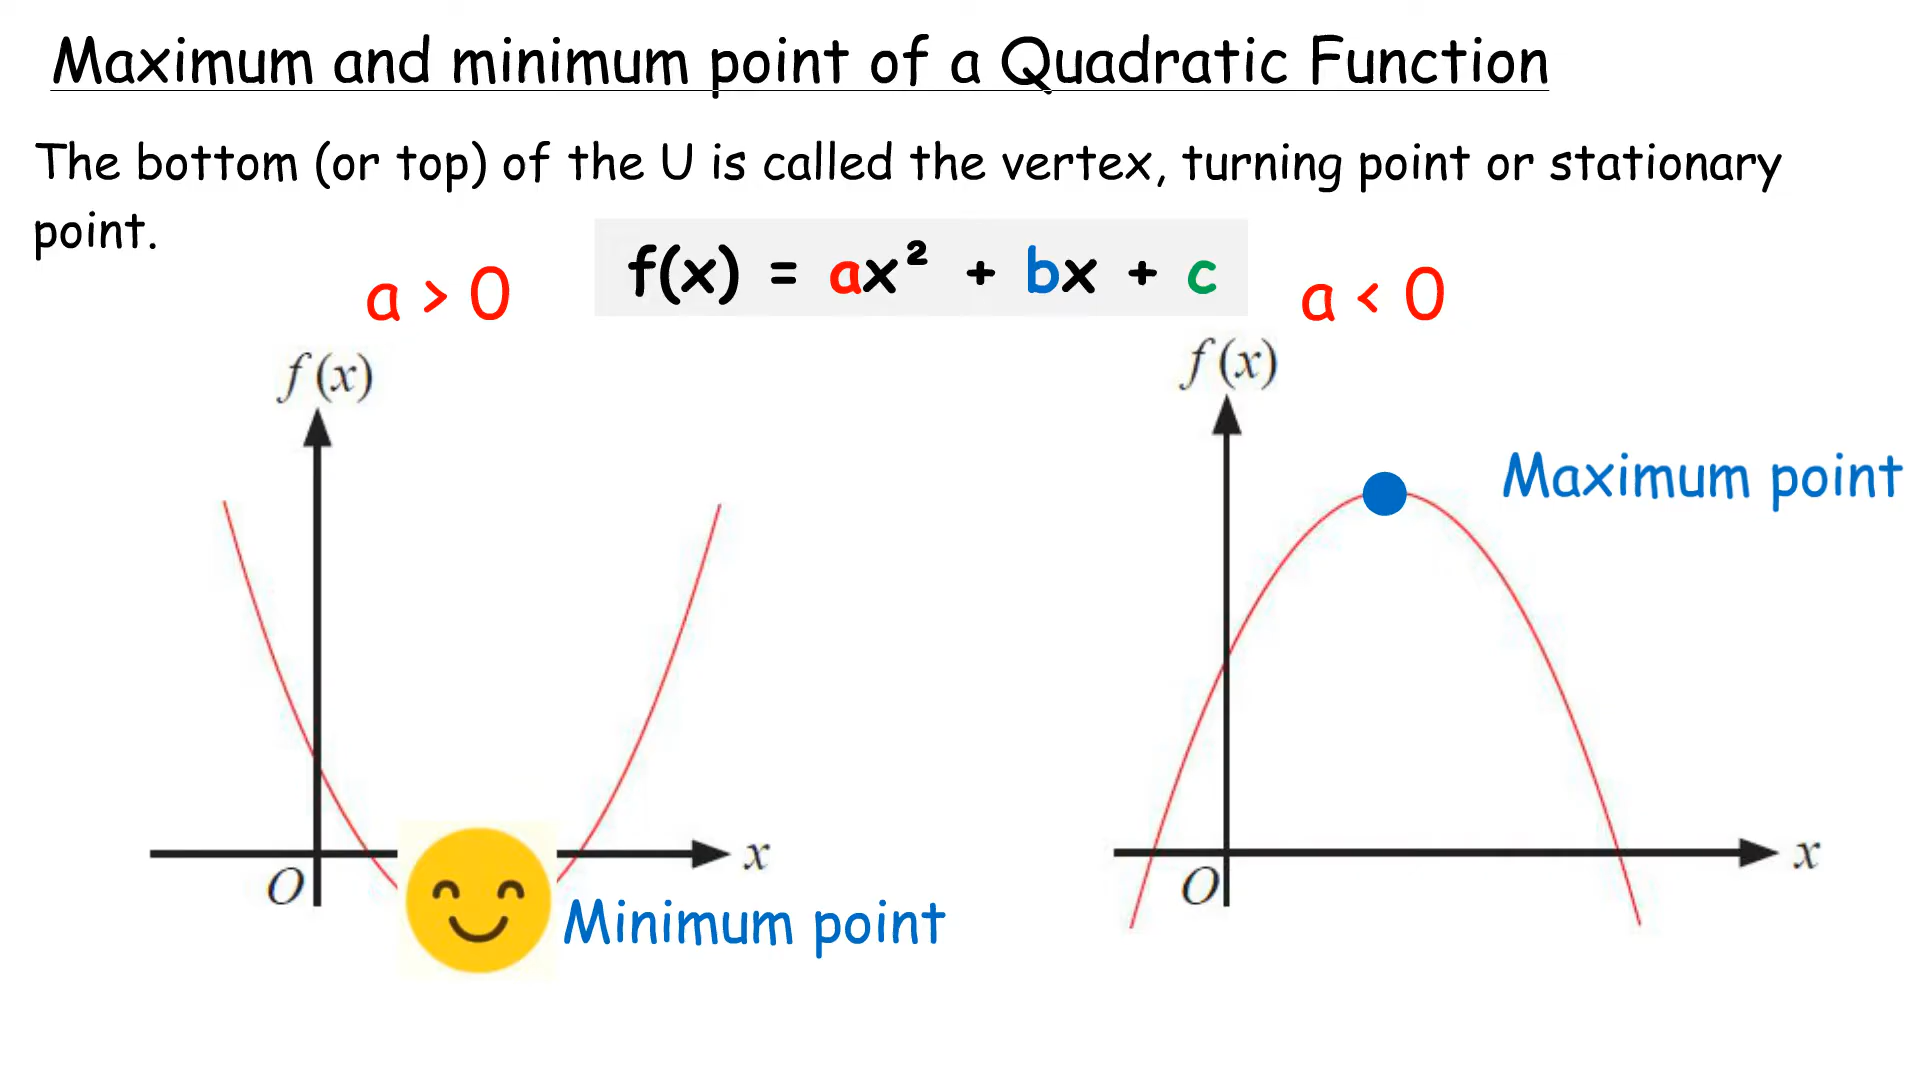 Maximum and minimum point of a Quadratic Function
The bottom (or top) of the U is called the vertex, turning point or stationary
point.
f(x) = ax² + bx + c
a > 0
a < 0
f (x)
f (x)
Maximum point
x
x
O
O
Minimum point